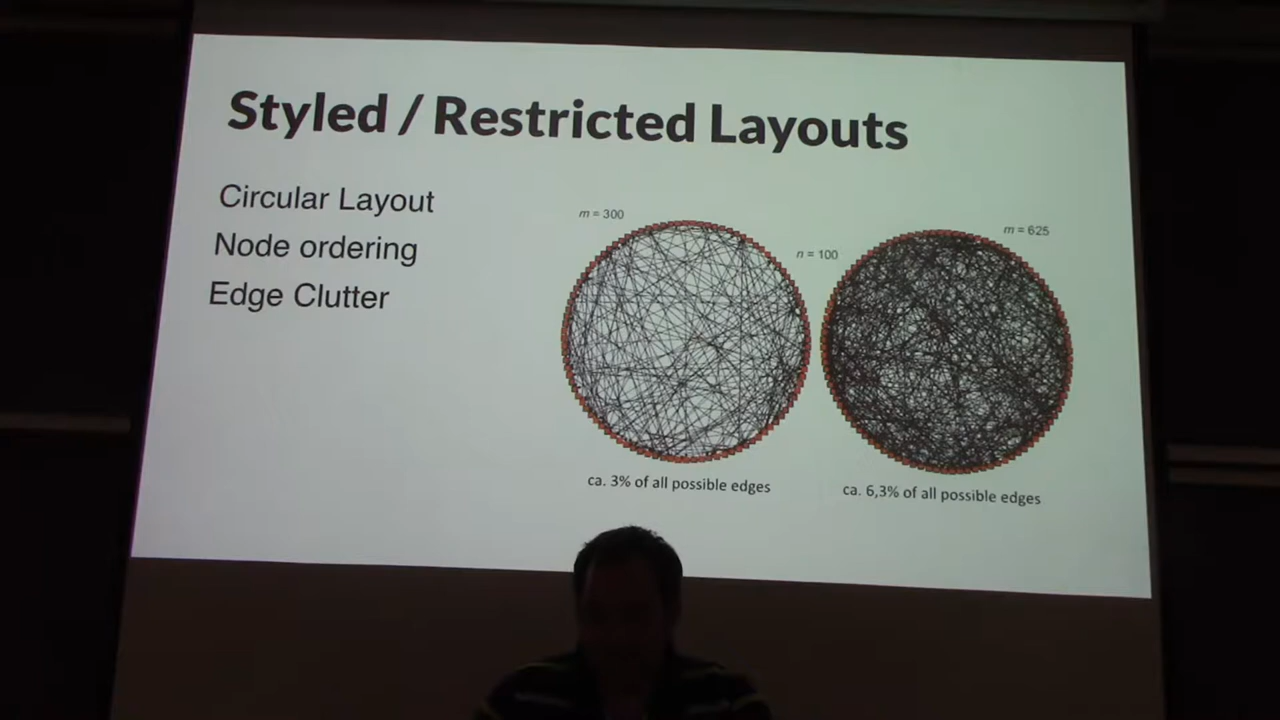 Styled / Restricted Layouts
Circular Layout
Node ordering
Edge Clutter
m = 300
n = 100
m = 625
ca. 3% of all possible edges
ca. 6,3% of all possible edges